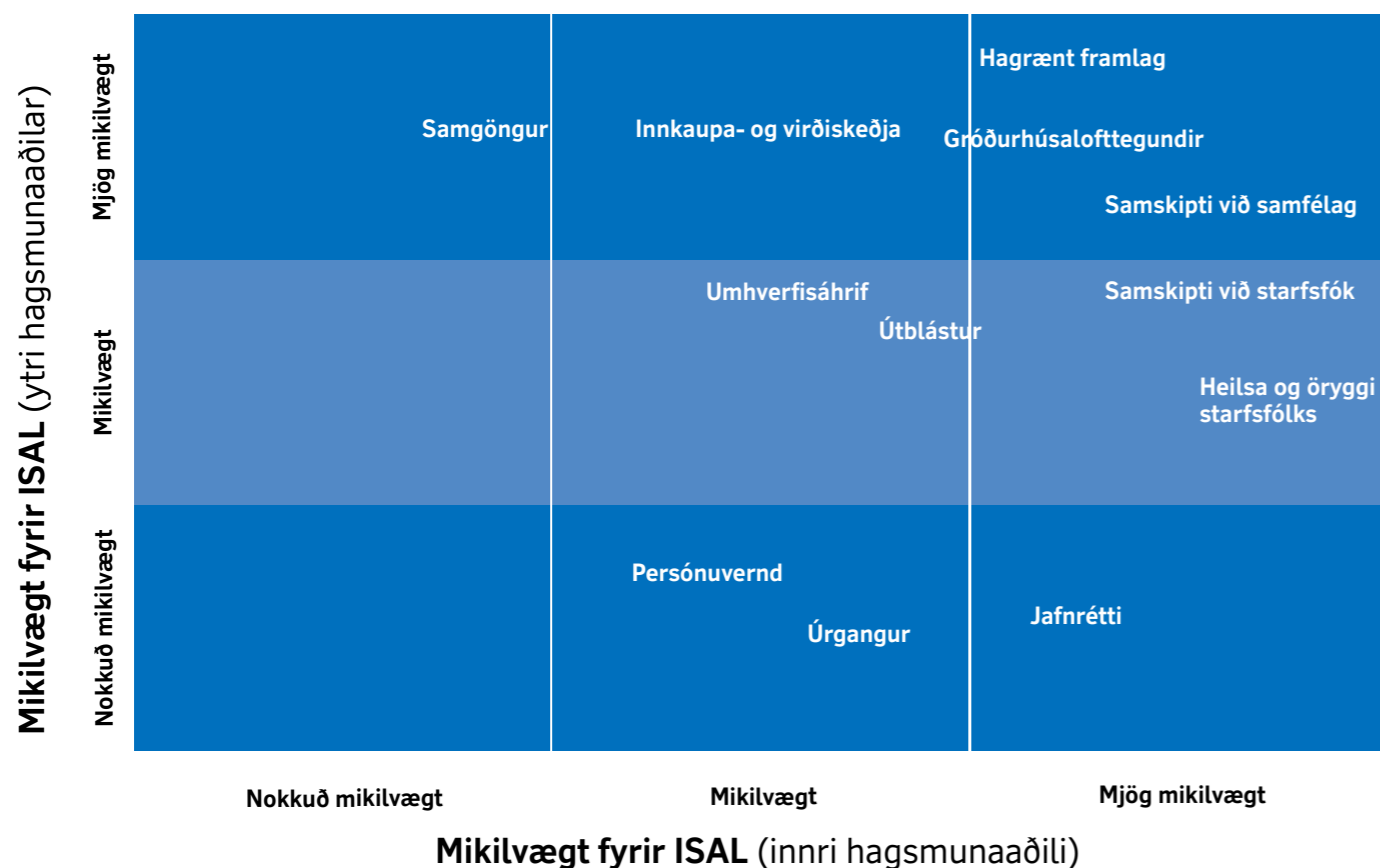 Mikilvægt fyrir ISAL (ytri hagsmunaaðilar)
Mjög mikilvægt
Mikilvægt
Nokkuð mikilvægt
Hagrænt framlag
Samgöngur
Innkaupa- og virðiskeðja
Gróðurhúsalofttegundir
Samskipti við samfélag
Umhverfisáhrif
Samskipti við starfsfók
Útblástur
Heilsa og öryggi
starfsfólks
Persónuvernd
Jafnrétti
Úrgangur
Nokkuð mikilvægt
Mikilvægt
Mjög mikilvægt
Mikilvægt fyrir ISAL (innri hagsmunaaðili)